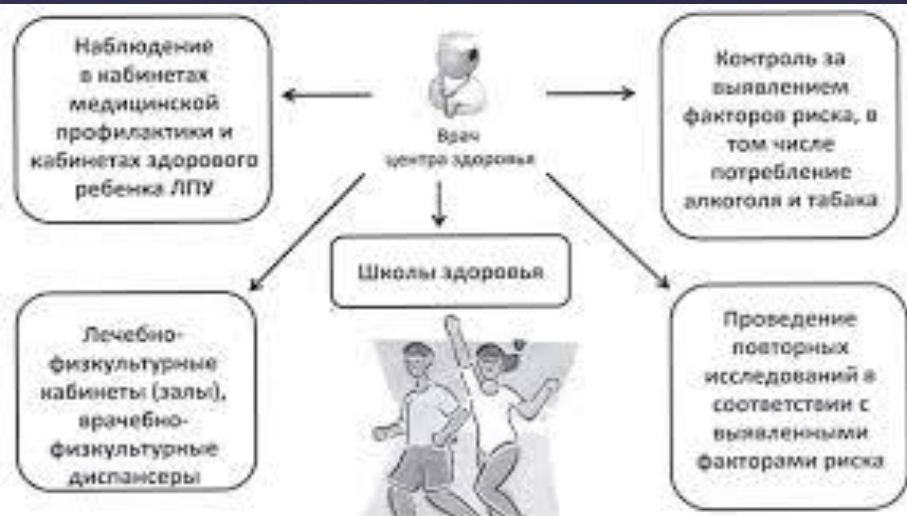 Наблюдение
в кабинетах
медицинской
профилактики и
кабинетах здорового
ребенка ЛПУ
Врач
центра здоровья
Контроль за
выявлением
факторов риска, в
том числе
потребление
алкоголя и табака
Школы здоровья
Лечебно-
физкультурные
кабинеты (залы),
врачебно-
физкультурные
диспансеры
Проведение
повторных
исследований в
соответствии с
выявленными
факторами риска